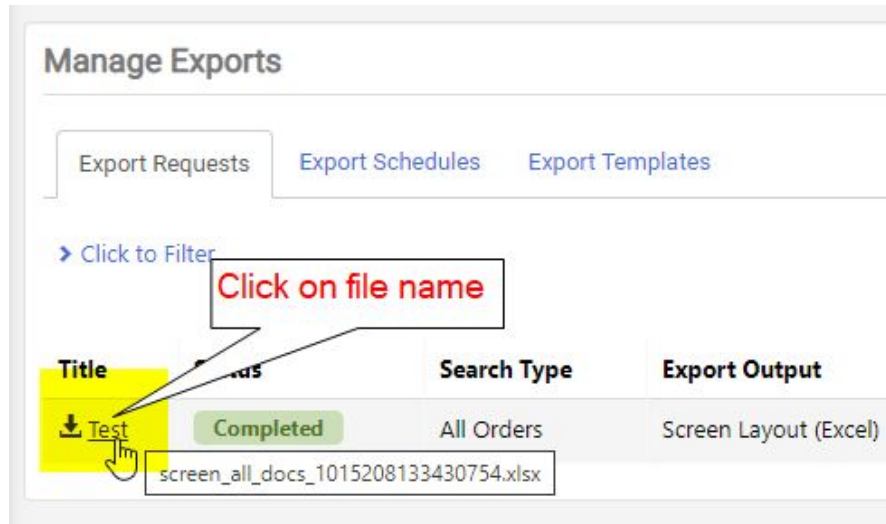 Manage Exports
Export Requests Export Schedules Export Templates
Click to Filter
Click on file name
Title Search Type Export Output
Test Completed All Orders Screen Layout (Excel)
screen_all_docs_1015208133430754.xlsx